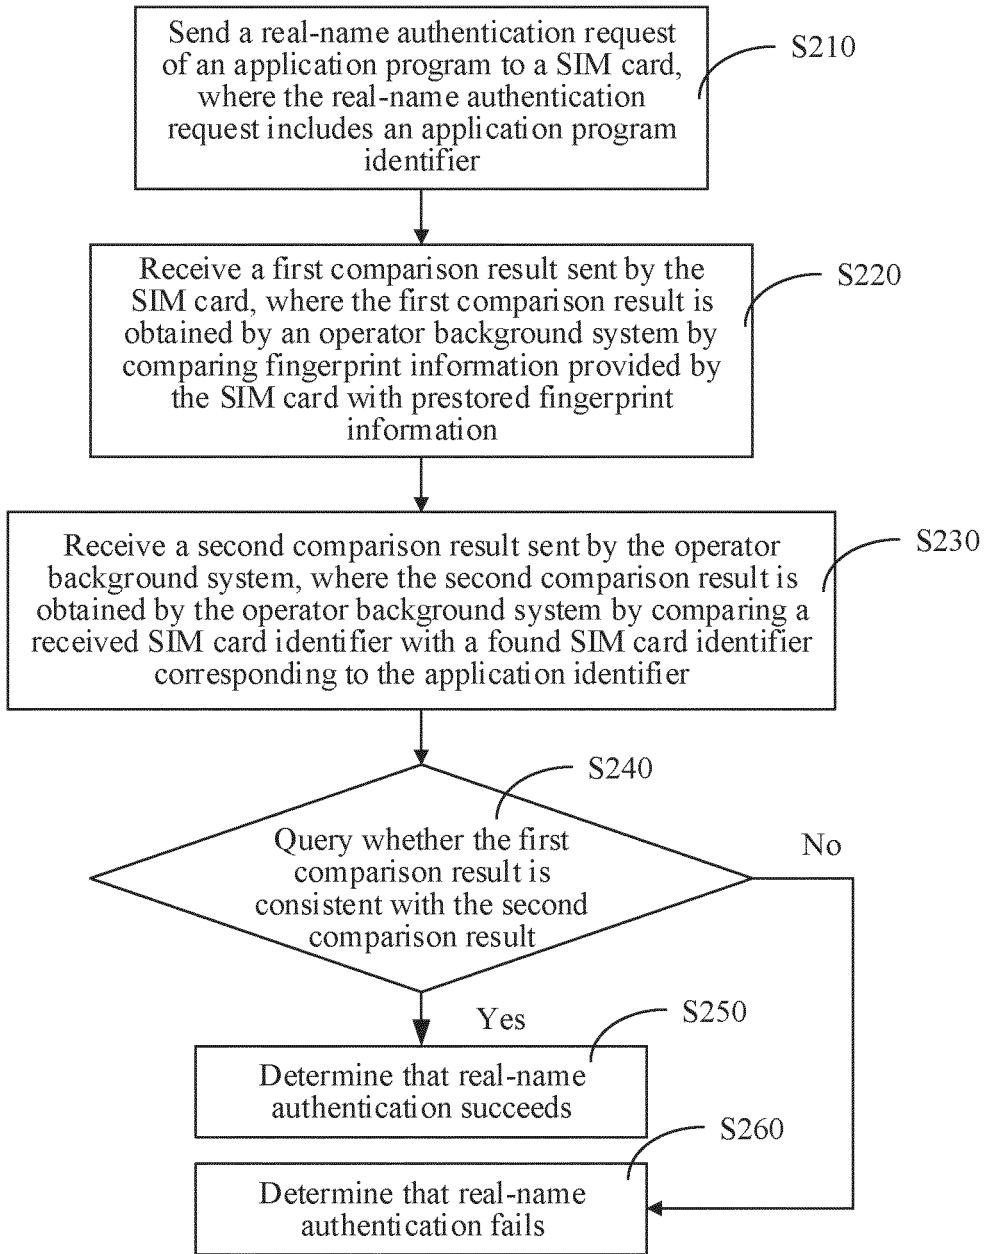 Send a real-name authentication request
of an application program to a SIM card,
where the real-name authentication
request includes an application program
identifier
S210
Receive a first comparison result sent by the
SIM card, where the first comparison result is
obtained by an operator background system by
comparing fingerprint information provided by
the SIM card with prestored fingerprint
information
S220
Receive a second comparison result sent by the operator
background system, where the second comparison result is
obtained by the operator background system by comparing a
received SIM card identifier with a found SIM card identifier
corresponding to the application identifier
S230
S240
Query whether the first
comparison result is
consistent with the second
comparison result
No
Yes
S250
Determine that real-name
authentication succeeds
S260
Determine that real-name
authentication fails